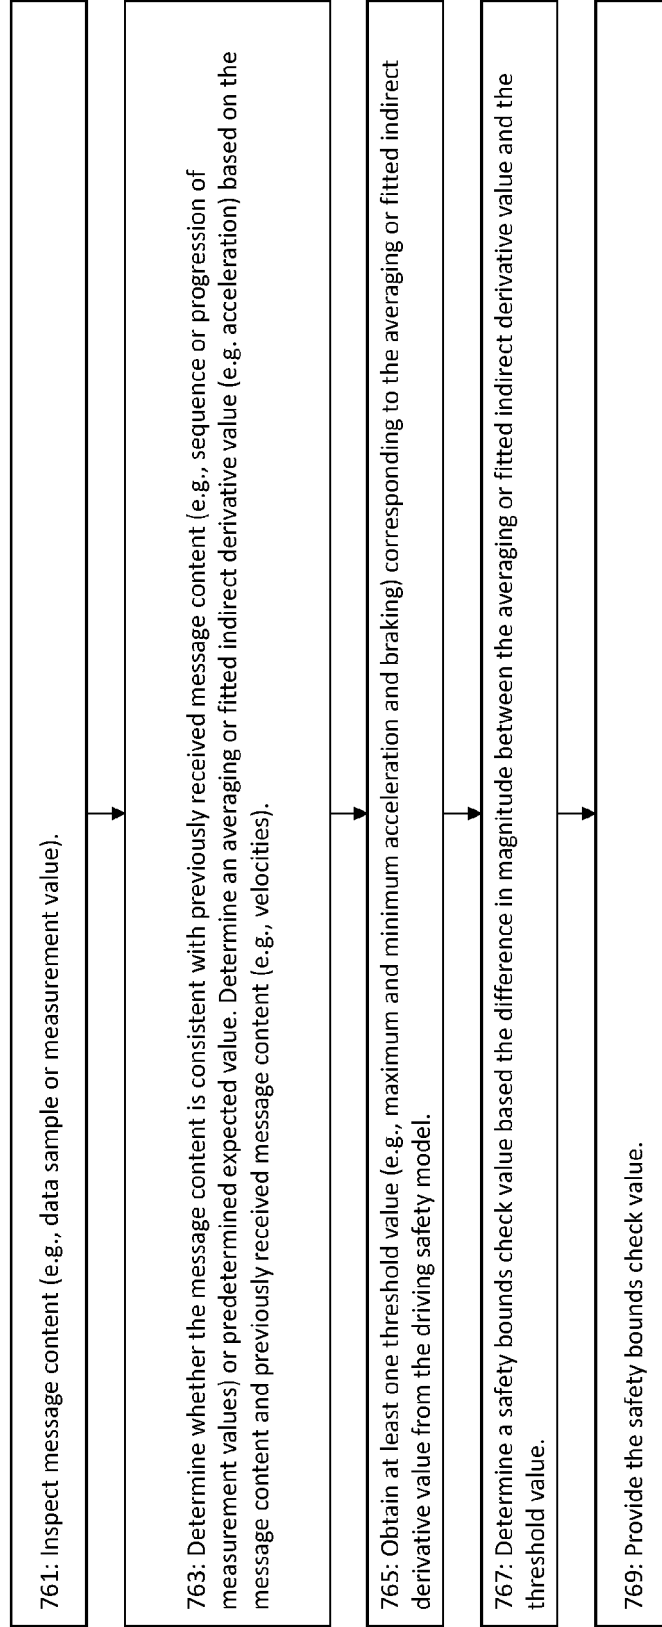 761: Inspect message content (e.g., data sample or measurement value).
763: Determine whether the message content is consistent with previously received message content (e.g., sequence or progression of
measurement values) or predetermined expected value. Determine an averaging or fitted indirect derivative value (e.g. acceleration) based on the
message content and previously received message content (e.g., velocities).
765: Obtain at least one threshold value (e.g., maximum and minimum acceleration and braking) corresponding to the averaging or fitted indirect
derivative value from the driving safety model.
767: Determine a safety bounds check value based the difference in magnitude between the averaging or fitted indirect derivative value and the
threshold value.
769: Provide the safety bounds check value.